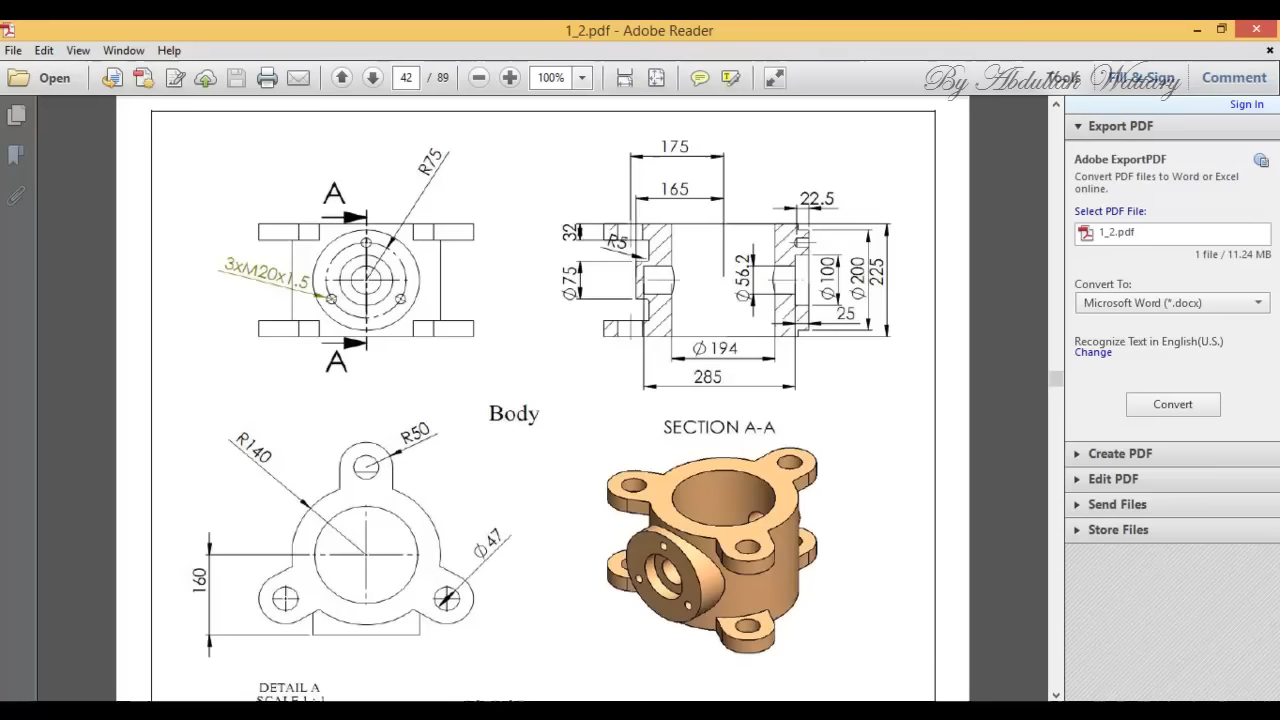 1_2.pdf - Adobe Reader
File Edit View Window Help
Open 42 / 89 100% Tools Fill & Sign Comment
By Abdullah
Sign In
Export PDF
Adobe ExportPDF
Convert PDF files to Word or Excel
online.
Select PDF File:
1_2.pdf
1 file / 11.24 MB
Convert To:
Microsoft Word (*.docx)
Recognize Text in English(U.S.)
Change
Convert
Create PDF
Edit PDF
Send Files
Store Files
A
R75
3xM20x1.5
A
175
165
22.5
32
R5
Ø75
Ø56.2
Ø100
Ø200
225
25
Ø194
285
Body
SECTION A-A
R140
R50
Ø47
160
DETAIL A
SCALE 1 : 1